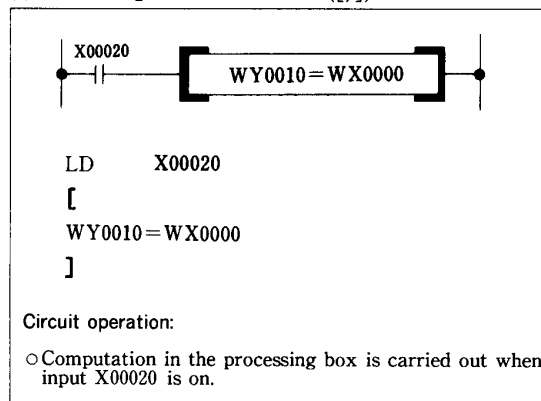 X00020
WY0010=WX0000
LD X00020
[
WY0010=WX0000
]
Circuit operation:
○ Computation in the processing box is carried out when
input X00020 is on.